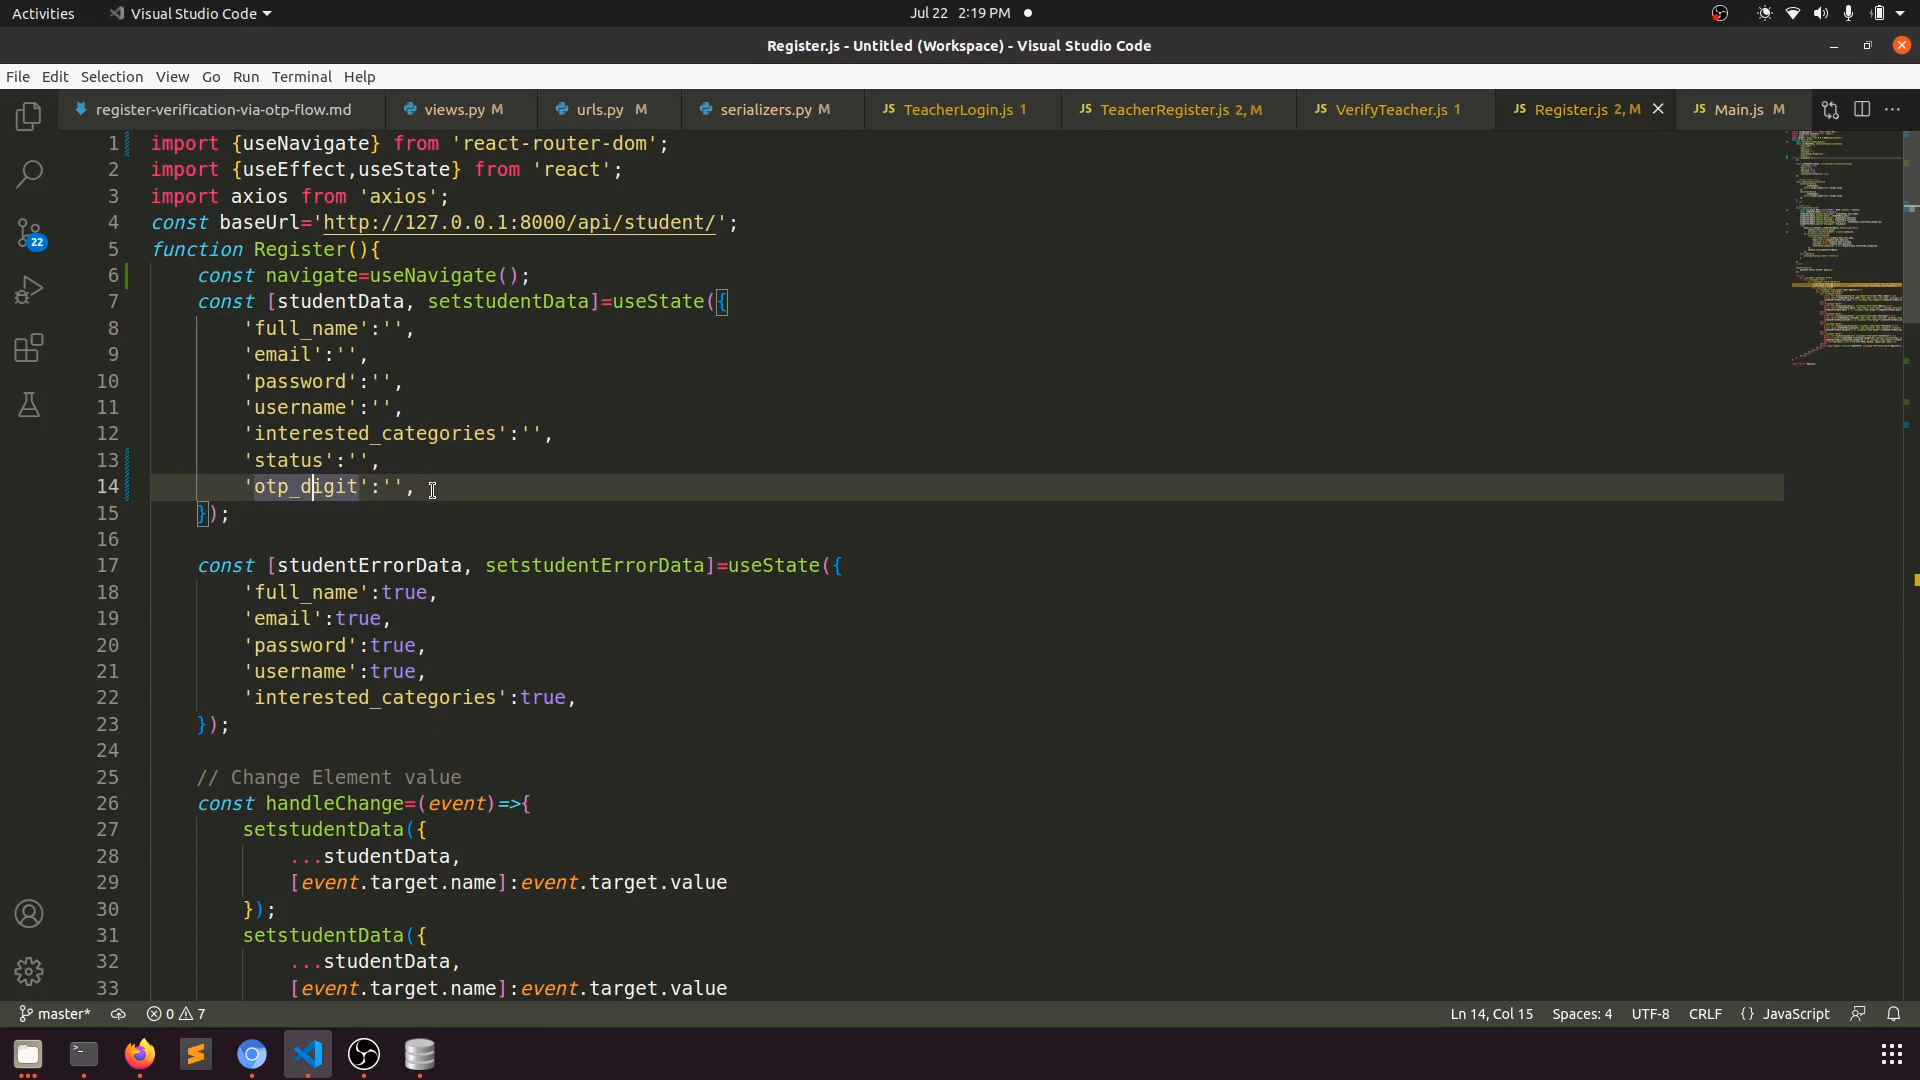 Activities Visual Studio Code Jul 22 2:19 PM
Register.js - Untitled (Workspace) - Visual Studio Code
File Edit Selection View Go Run Terminal Help
register-verification-via-otp-flow.md views.py M urls.py M serializers.py M TeacherLogin.js 1 TeacherRegister.js 2, M VerifyTeacher.js 1 Register.js 2, M Main.js M
1 import {useNavigate} from 'react-router-dom';
2 import {useEffect,useState} from 'react';
3 import axios from 'axios';
4 const baseUrl='http://127.0.0.1:8000/api/student/';
5 function Register(){
6 const navigate=useNavigate();
7 const [studentData, setstudentData]=useState({
8 'full_name':'',
9 'email':'',
10 'password':'',
11 'username':'',
12 'interested_categories':'',
13 'status':'',
14 'otp_digit':'',
15 });
16
17 const [studentErrorData, setstudentErrorData]=useState({
18 'full_name':true,
19 'email':true,
20 'password':true,
21 'username':true,
22 'interested_categories':true,
23 });
24
25 // Change Element value
26 const handleChange=(event)=>{
27 setstudentData({
28 ...studentData,
29 [event.target.name]:event.target.value
30 });
31 setstudentData({
32 ...studentData,
33 [event.target.name]:event.target.value
22
master* 0 7 Ln 14, Col 15 Spaces: 4 UTF-8 CRLF {} JavaScript